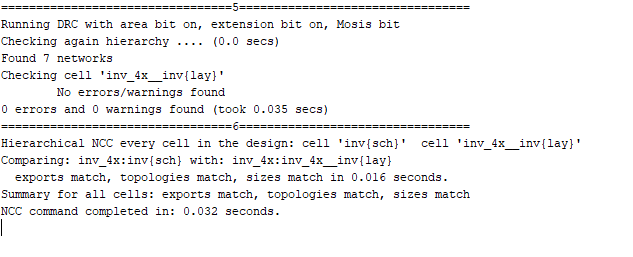 =================================5=================================
Running DRC with area bit on, extension bit on, Mosis bit
Checking again hierarchy .... (0.0 secs)
Found 7 networks
Checking cell 'inv_4x__inv{lay}'
No errors/warnings found
0 errors and 0 warnings found (took 0.035 secs)
=================================6=================================
Hierarchical NCC every cell in the design: cell 'inv{sch}' cell 'inv_4x__inv{lay}'
Comparing: inv_4x:inv{sch} with: inv_4x:inv_4x__inv{lay}
exports match, topologies match, sizes match in 0.016 seconds.
Summary for all cells: exports match, topologies match, sizes match
NCC command completed in: 0.032 seconds.